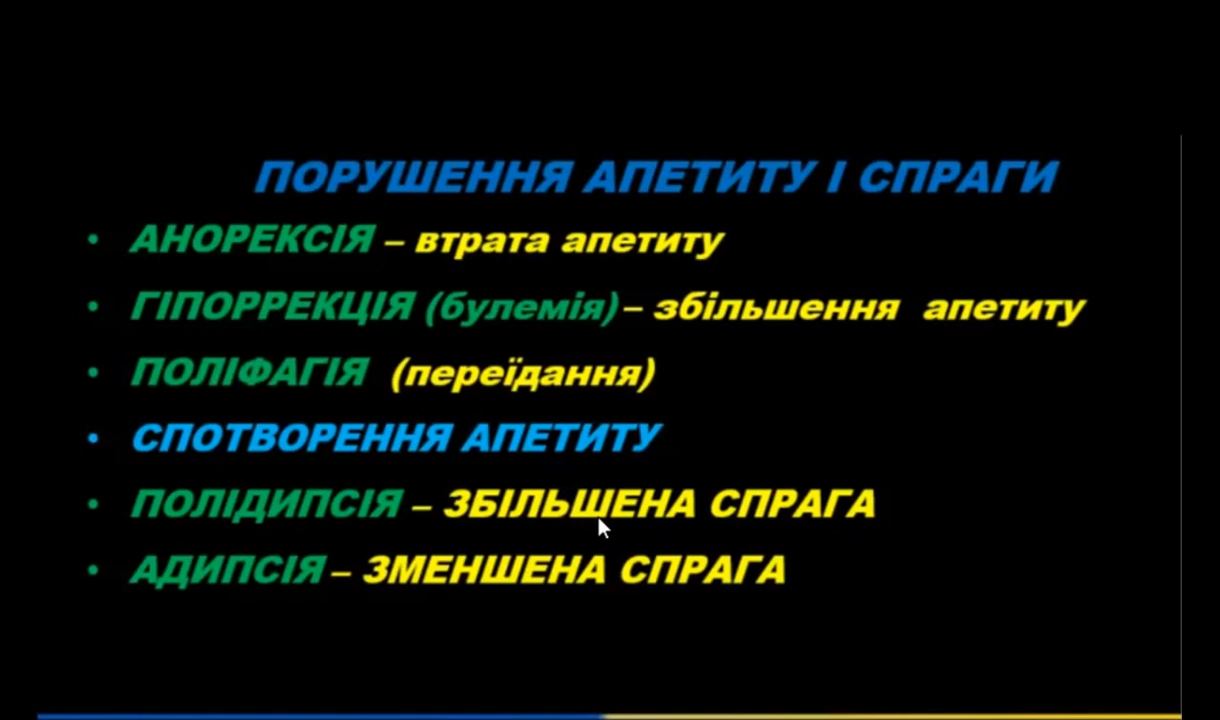 ПОРУШЕННЯ АПЕТИТУ І СПРАГИ
• АНОРЕКСІЯ – втрата апетиту
• ГІПОРРЕКЦІЯ (булемія) – збільшення апетиту
• ПОЛІФАГІЯ (переїдання)
• СПОТВОРЕННЯ АПЕТИТУ
• ПОЛІДИПСІЯ – ЗБІЛЬШЕНА СПРАГА
• АДИПСІЯ – ЗМЕНШЕНА СПРАГА